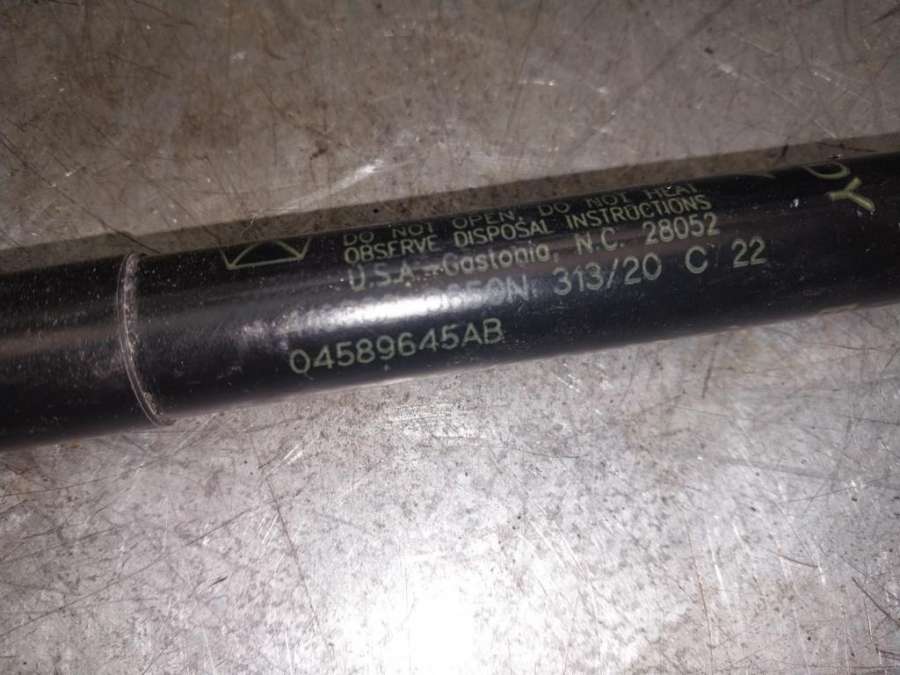 DO NOT OPEN. DO NOT HEAT
OBSERVE DISPOSAL INSTRUCTIONS
U.S.A.-Gastonia, N.C. 28052
313/20 C 22
04589645AB